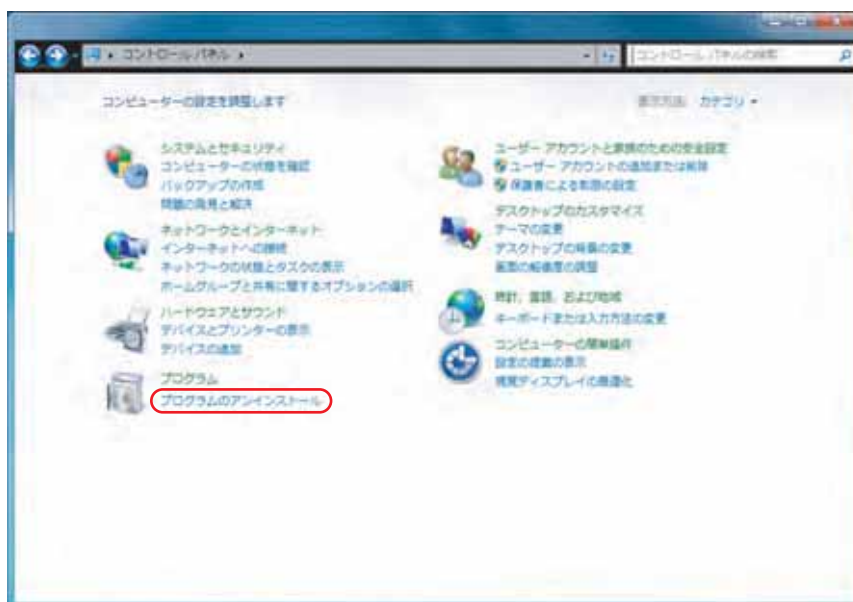 コントロール パネル
コントロール パネルの検索
コンピューターの設定を調整します
表示方法: カテゴリ
システムとセキュリティ
コンピューターの状態を確認
バックアップの作成
問題の発見と解決
ネットワークとインターネット
インターネットへの接続
ネットワークの状態とタスクの表示
ホームグループと共有に関するオプションの選択
ハードウェアとサウンド
デバイスとプリンターの表示
デバイスの追加
プログラム
プログラムのアンインストール
ユーザー アカウントと家族のための安全設定
ユーザー アカウントの追加または削除
保護者による制限の設定
デスクトップのカスタマイズ
テーマの変更
デスクトップの背景の変更
画面の解像度の調整
時計、言語、および地域
キーボードまたは入力方法の変更
コンピューターの簡単操作
設定の提案の表示
視覚ディスプレイの最適化